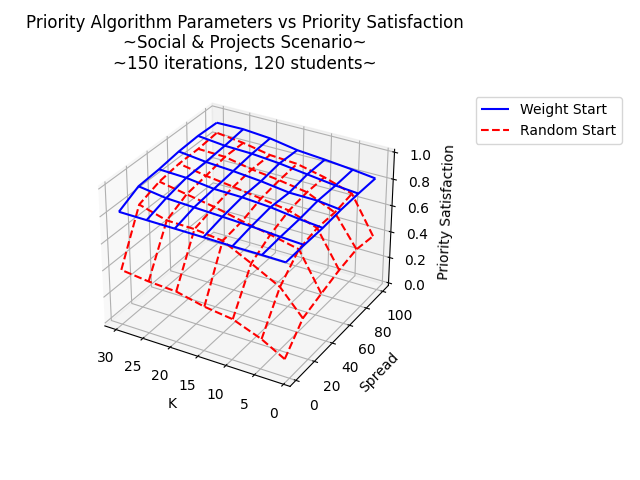 Priority Algorithm Parameters vs Priority Satisfaction
~Social & Projects Scenario~
~150 iterations, 120 students~
Weight Start
Random Start
1.0
0.8
0.6
0.4
0.2
0.0
Priority Satisfaction
100
80
60
40
20
0
Spread
30
25
20
15
10
5
0
K